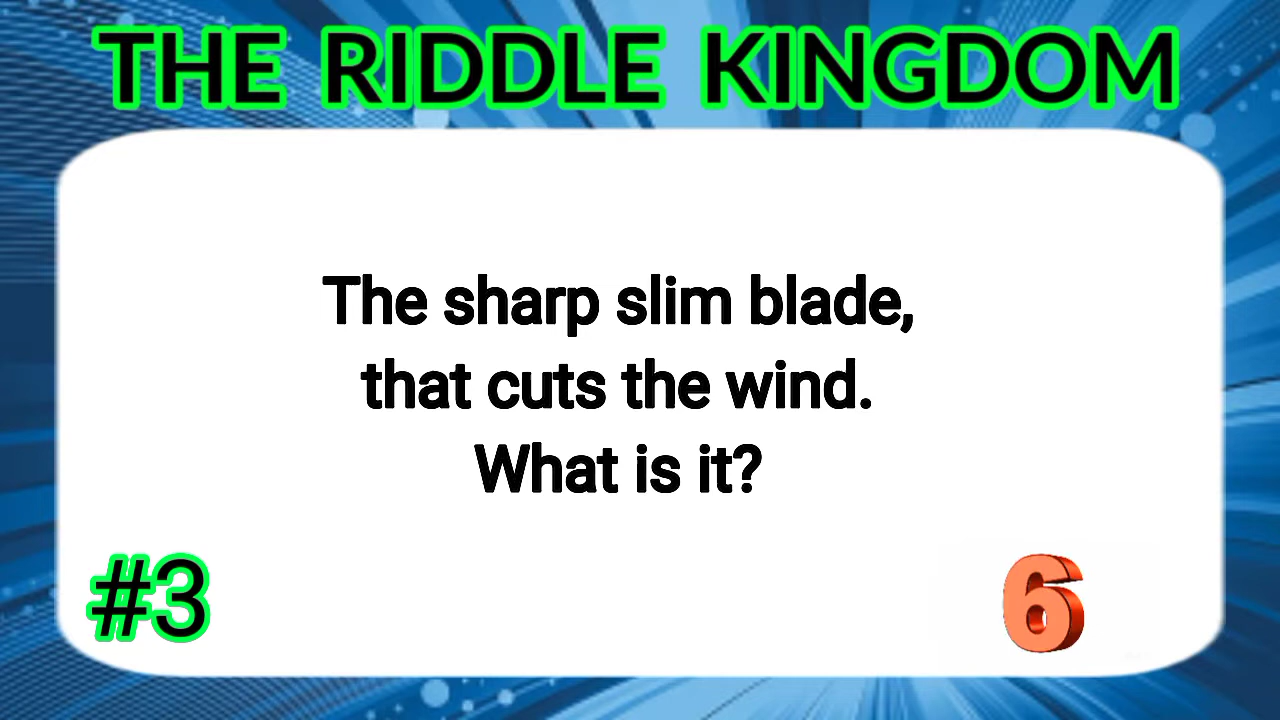 THE RIDDLE KINGDOM
The sharp slim blade,
that cuts the wind.
What is it?
#3
6